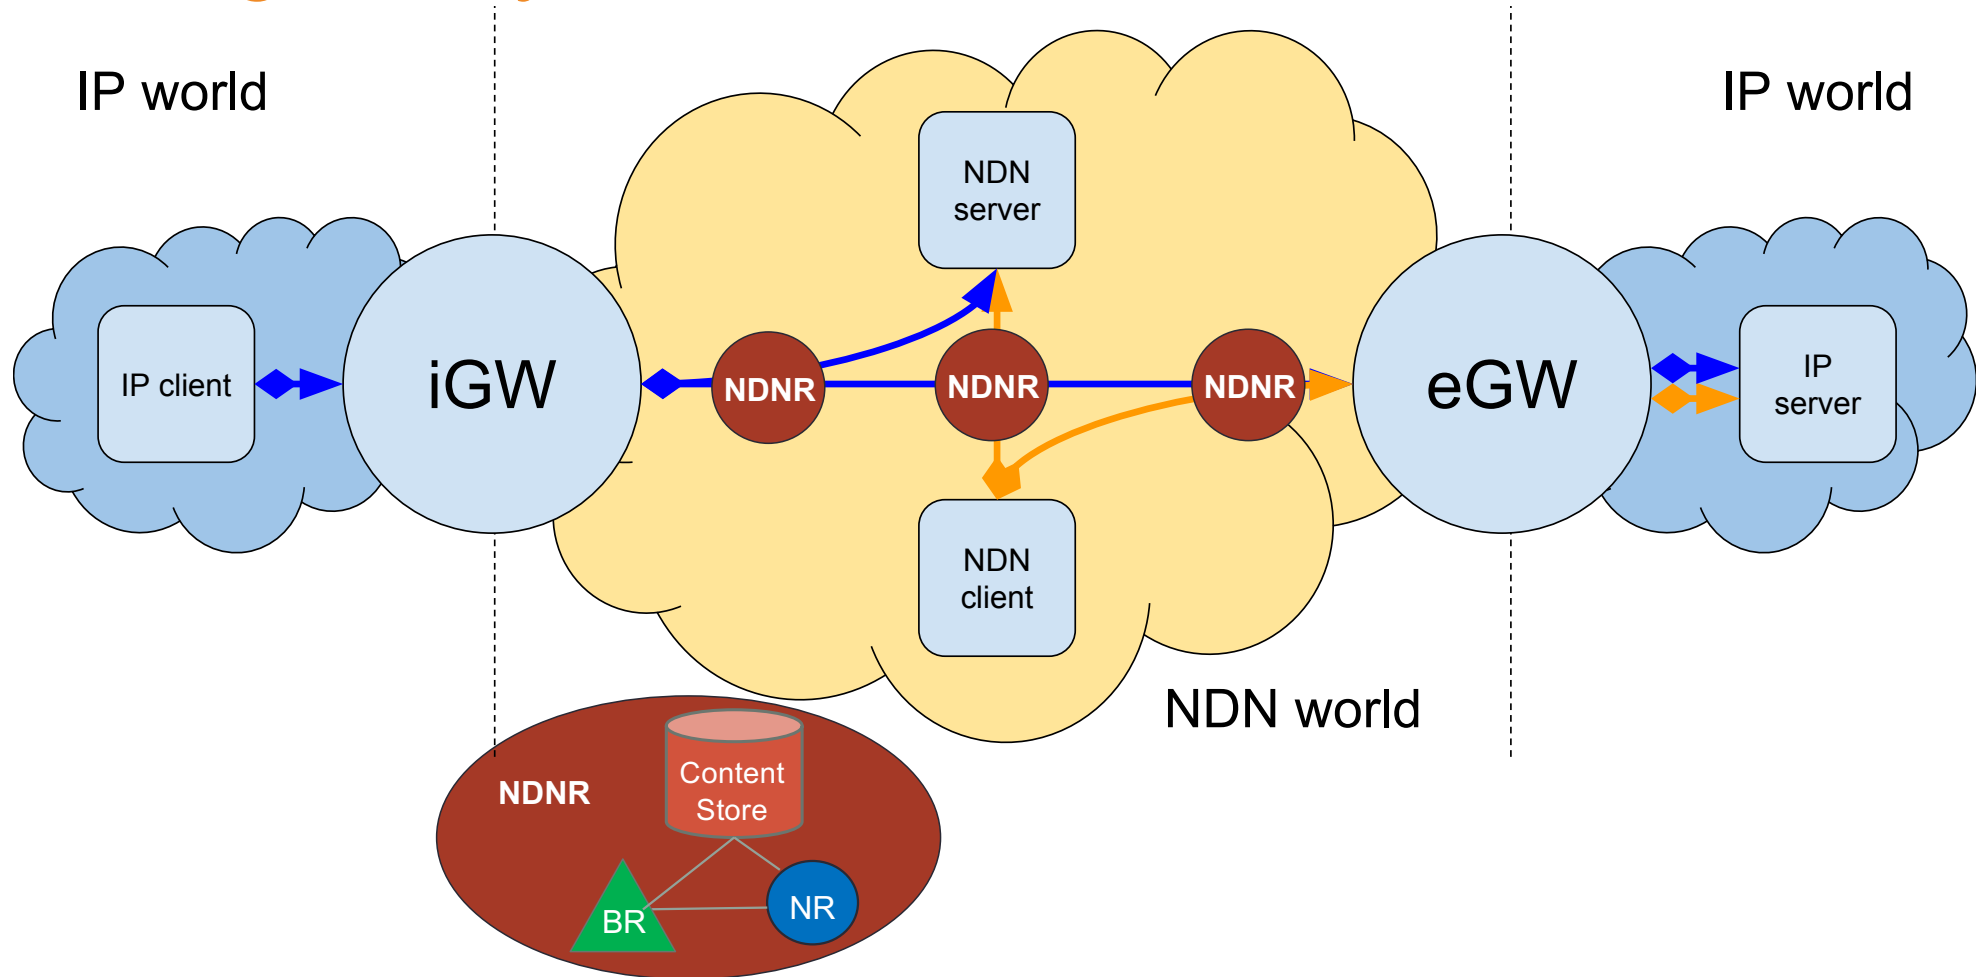 IP world
IP world
NDN
server
IP client
iGW
NDNR
NDNR
NDNR
eGW
IP
server
NDN
client
NDN world
NDNR
Content
Store
BR
NR